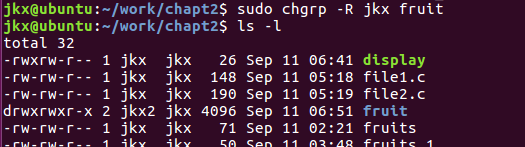 jkx@ubuntu:~/work/chapt2$ sudo chgrp -R jkx fruit
jkx@ubuntu:~/work/chapt2$ ls -l
total 32
-rwxrw-r-- 1 jkx  jkx   26 Sep 11 06:41 display
-rw-rw-r-- 1 jkx  jkx  148 Sep 11 05:18 file1.c
-rw-rw-r-- 1 jkx  jkx  190 Sep 11 05:19 file2.c
drwxrwxr-x 2 jkx2 jkx2 4096 Sep 11 06:51 fruit
-rw-rw-r-- 1 jkx  jkx   71 Sep 11 02:21 fruits
-rw-rw-r-- 1 jkx  jkx   50 Sep 11 03:48 fruits 1